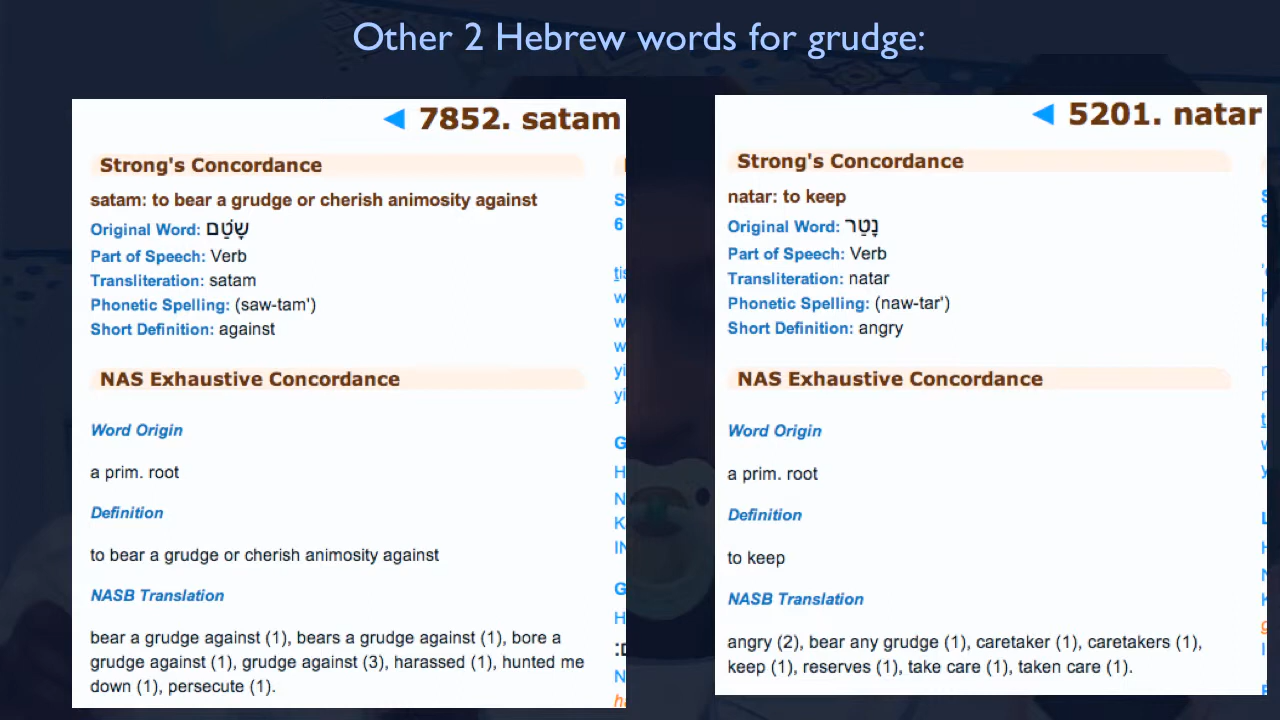 Other 2 Hebrew words for grudge:
◄ 7852. satam
Strong's Concordance
satam: to bear a grudge or cherish animosity against
Original Word: שָׂטַם
Part of Speech: Verb
Transliteration: satam
Phonetic Spelling: (saw-tam')
Short Definition: against
NAS Exhaustive Concordance
Word Origin
a prim. root
Definition
to bear a grudge or cherish animosity against
NASB Translation
bear a grudge against (1), bears a grudge against (1), bore a
grudge against (1), grudge against (3), harassed (1), hunted me
down (1), persecute (1).
◄ 5201. natar
Strong's Concordance
natar: to keep
Original Word: נָטַר
Part of Speech: Verb
Transliteration: natar
Phonetic Spelling: (naw-tar')
Short Definition: angry
NAS Exhaustive Concordance
Word Origin
a prim. root
Definition
to keep
NASB Translation
angry (2), bear any grudge (1), caretaker (1), caretakers (1),
keep (1), reserves (1), take care (1), taken care (1).